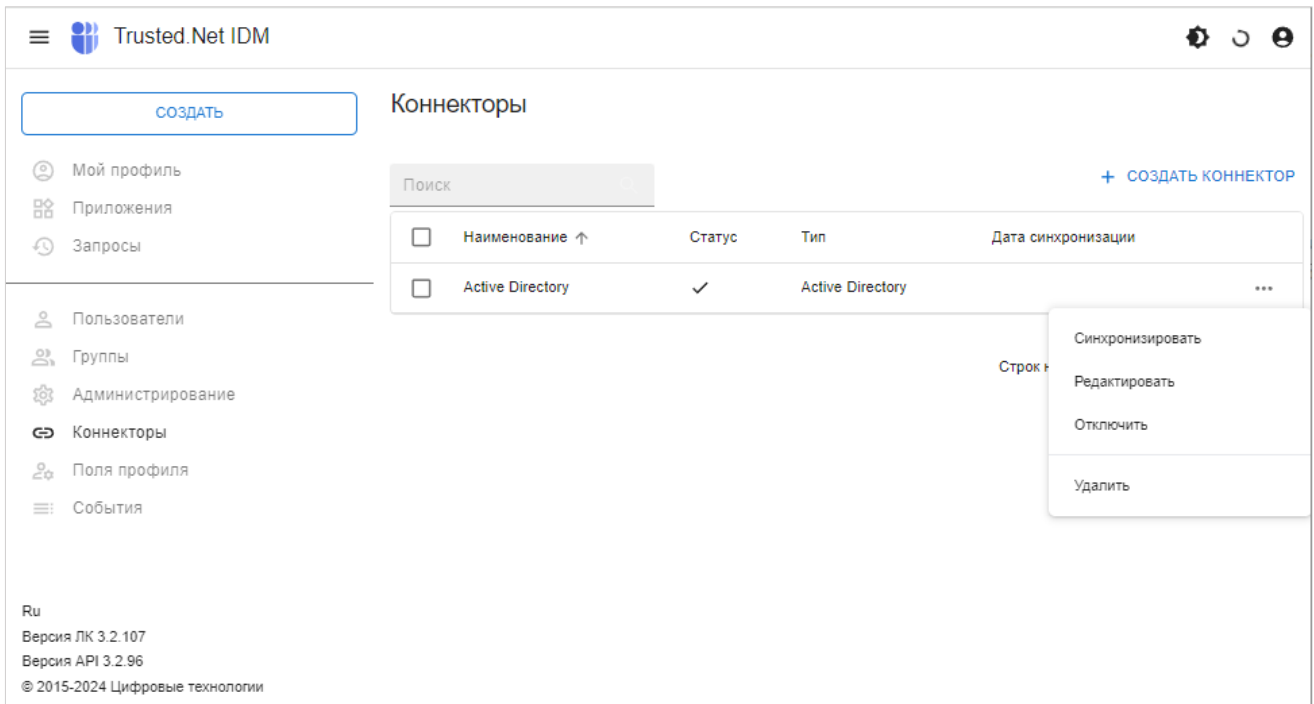 Trusted.Net IDM
СОЗДАТЬ
Мой профиль
Приложения
Запросы
Пользователи
Группы
Администрирование
Коннекторы
Поля профиля
События
Ru
Версия ЛК 3.2.107
Версия API 3.2.96
© 2015-2024 Цифровые технологии
Коннекторы
Поиск
+ СОЗДАТЬ КОННЕКТОР
Наименование ↑ Статус Тип Дата синхронизации
Active Directory ✓ Active Directory ...
Строк
Синхронизировать
Редактировать
Отключить
Удалить